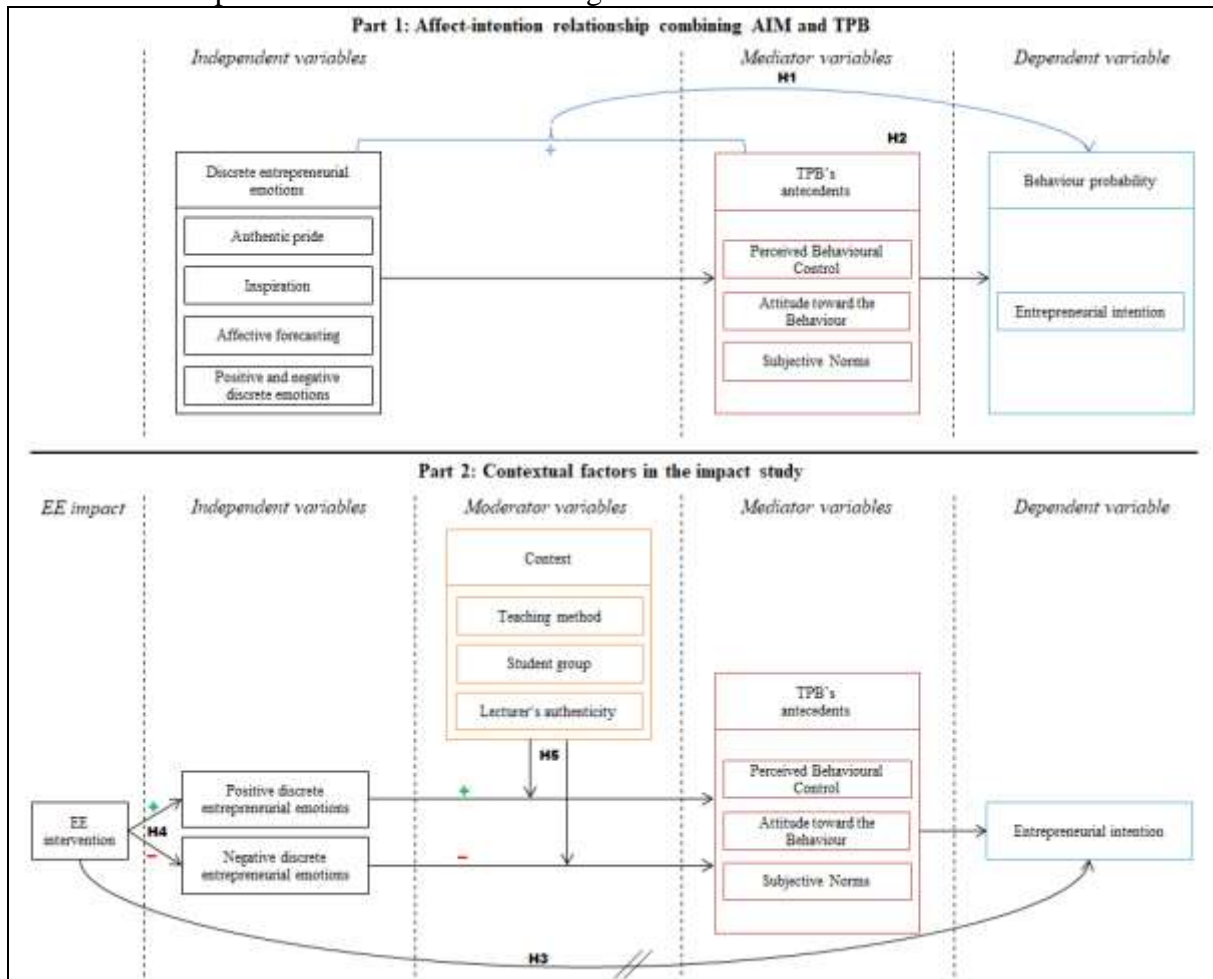 Part 1: Affect-intention relationship combining AIM and TPB
Independent variables
Mediator variables
Dependent variable
H1
+
H2
Discrete entrepreneurial
emotions
Authentic pride
Inspiration
Affective forecasting
Positive and negative
discrete emotions
TPB's
antecedents
Perceived Behavioural
Control
Attitude toward the
Behaviour
Subjective Norms
Behaviour probability
Entrepreneurial intention
Part 2: Contextual factors in the impact study
EE impact
Independent variables
Moderator variables
Mediator variables
Dependent variable
Context
Teaching method
Student group
Lecturer's authenticity
H5
EE
intervention
+
H4
−
Positive discrete
entrepreneurial emotions
Negative discrete
entrepreneurial emotions
+
−
TPB's
antecedents
Perceived Behavioural
Control
Attitude toward the
Behaviour
Subjective Norms
Entrepreneurial intention
H3